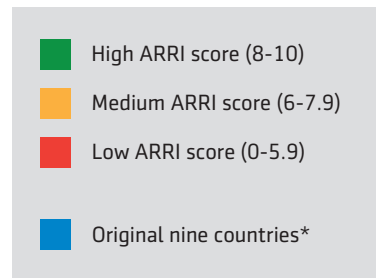 High ARRI score (8-10)
Medium ARRI score (6-7.9)
Low ARRI score (0-5.9)
Original nine countries*